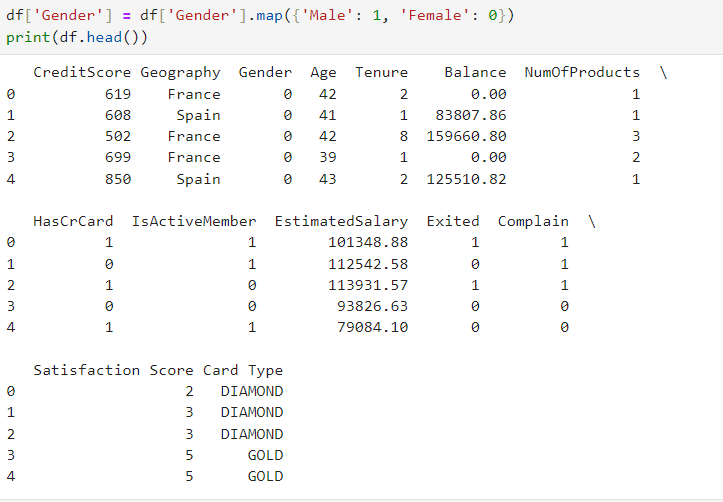 df['Gender'] = df['Gender'].map({'Male': 1, 'Female': 0})
print(df.head())
   CreditScore Geography  Gender  Age  Tenure    Balance  NumOfProducts  \
0          619    France       0   42       2       0.00              1
1          608     Spain       0   41       1   83807.86              1
2          502    France       0   42       8  159660.80              3
3          699    France       0   39       1       0.00              2
4          850     Spain       0   43       2  125510.82              1
   HasCrCard  IsActiveMember  EstimatedSalary  Exited  Complain  \
0          1               1        101348.88       1         1
1          0               1        112542.58       0         1
2          1               0        113931.57       1         1
3          0               0         93826.63       0         0
4          1               1         79084.10       0         0
   Satisfaction Score Card Type
0                   2   DIAMOND
1                   3   DIAMOND
2                   3   DIAMOND
3                   5      GOLD
4                   5      GOLD